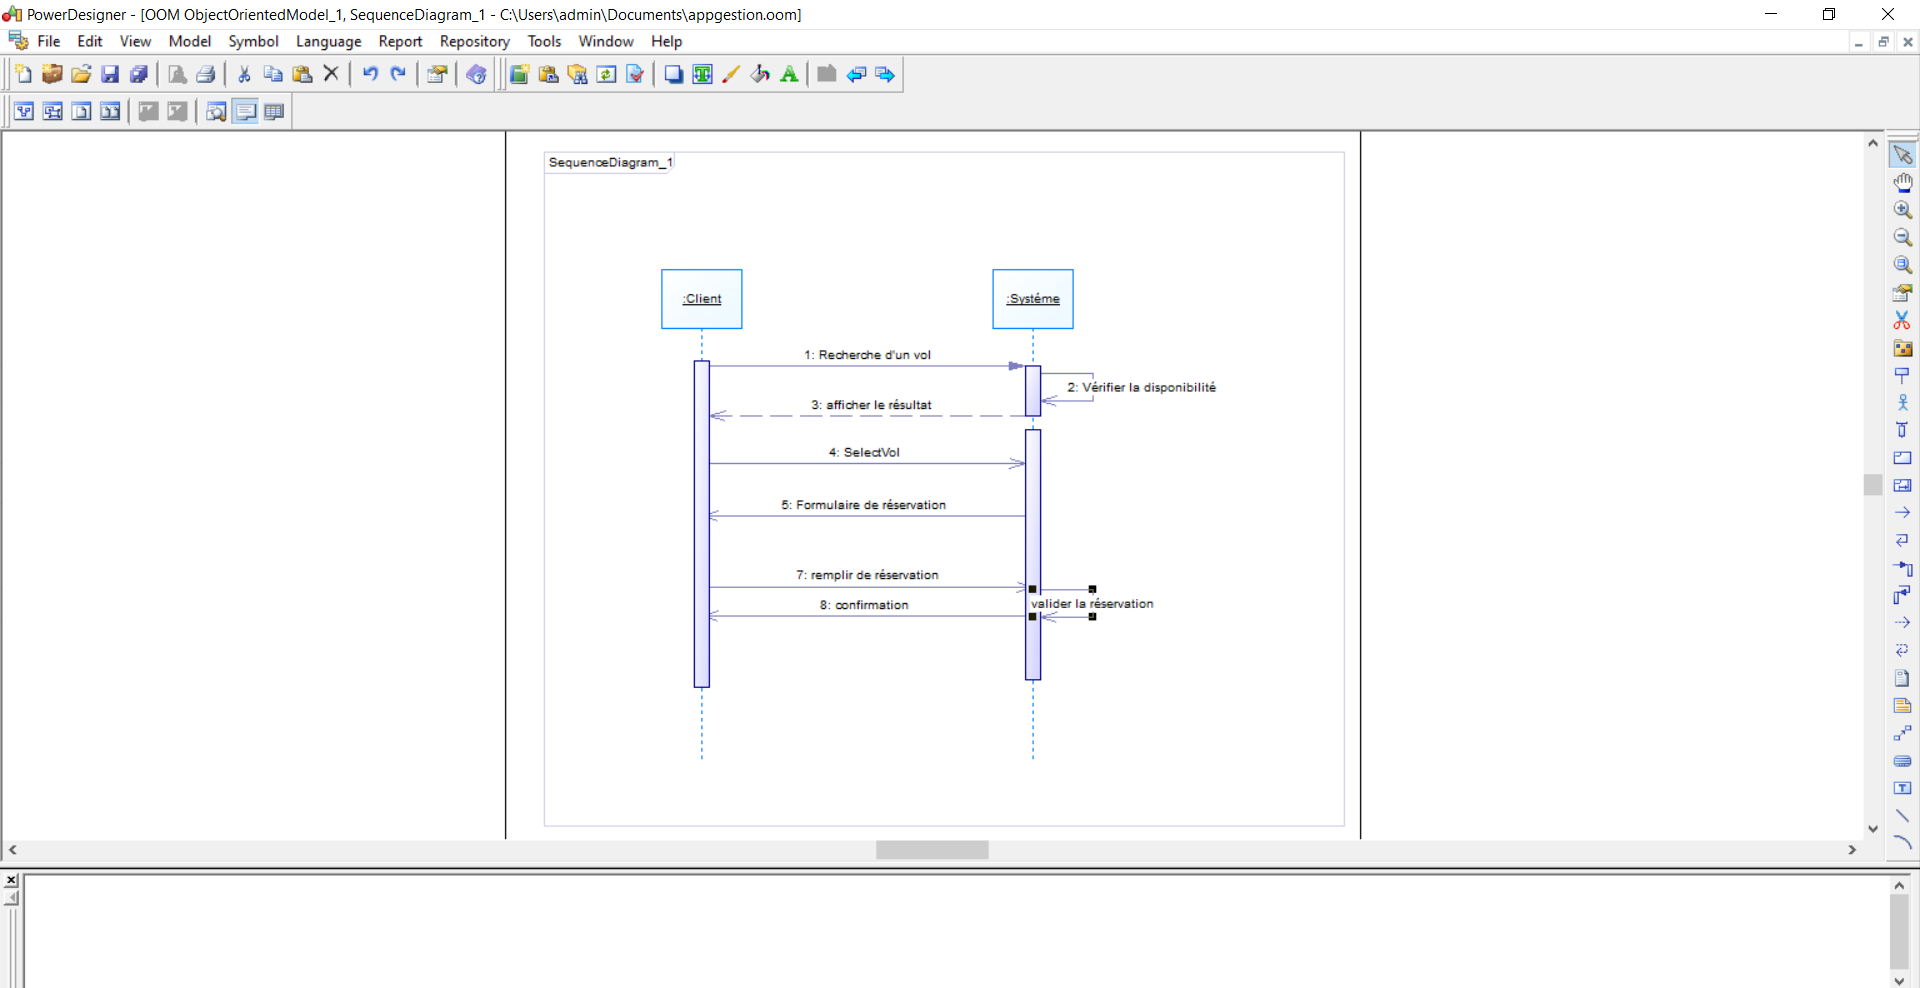 PowerDesigner - [OOM ObjectOrientedModel_1, SequenceDiagram_1 - C:\Users\admin\Documents\appgestion.oom]
File Edit View Model Symbol Language Report Repository Tools Window Help
SequenceDiagram_1
:Client
:Systéme
1: Recherche d'un vol
2: Vérifier la disponibilité
3: afficher le résultat
4: SelectVol
5: Formulaire de réservation
7: remplir de réservation
valider la réservation
8: confirmation